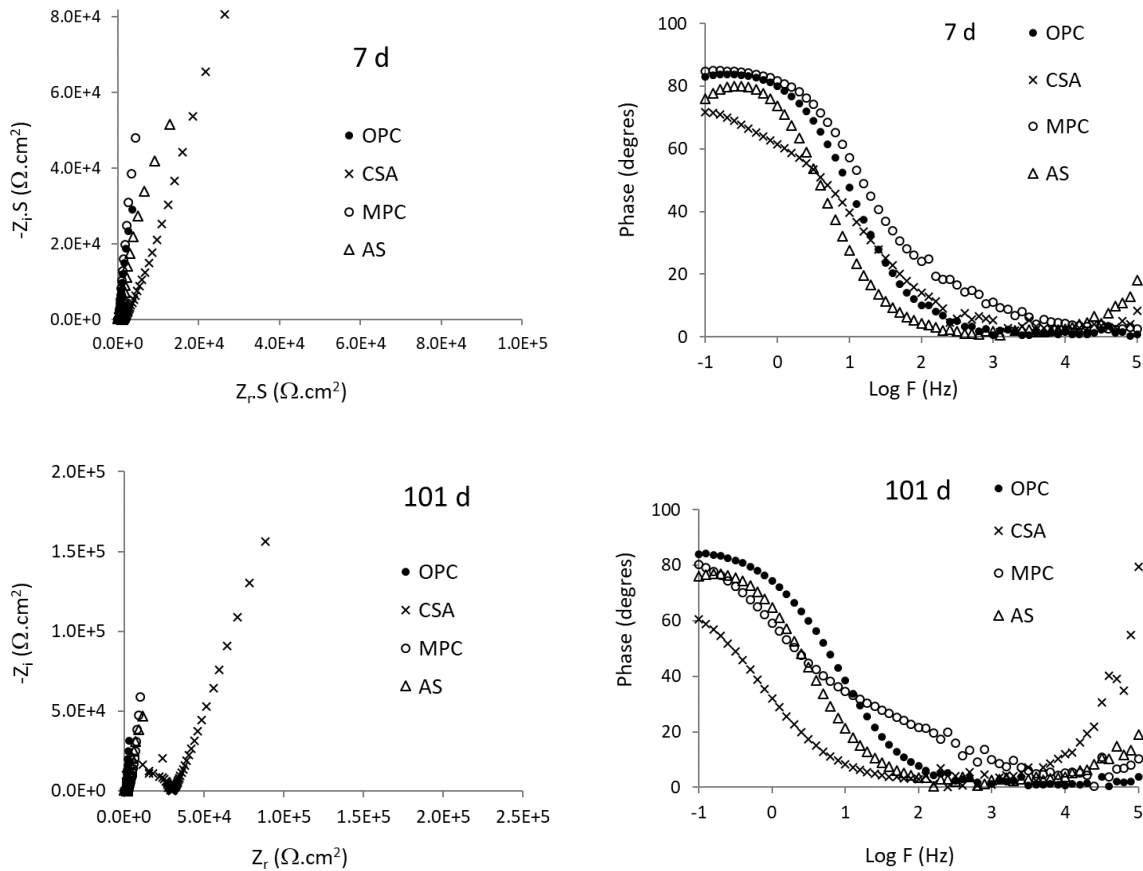 8.0E+4
6.0E+4
4.0E+4
2.0E+4
0.0E+0
-Zi.S (Ω.cm²)
7 d
OPC
CSA
MPC
AS
0.0E+0 2.0E+4 4.0E+4 6.0E+4 8.0E+4 1.0E+5
Zr.S (Ω.cm²)
100
80
60
40
20
0
Phase (degres)
7 d
OPC
CSA
MPC
AS
-1 0 1 2 3 4 5
Log F (Hz)
2.0E+5
1.5E+5
1.0E+5
5.0E+4
0.0E+0
-Zi (Ω.cm²)
101 d
OPC
CSA
MPC
AS
0.0E+0 5.0E+4 1.0E+5 1.5E+5 2.0E+5 2.5E+5
Zr (Ω.cm²)
100
80
60
40
20
0
Phase (degres)
101 d
OPC
CSA
MPC
AS
-1 0 1 2 3 4 5
Log F (Hz)